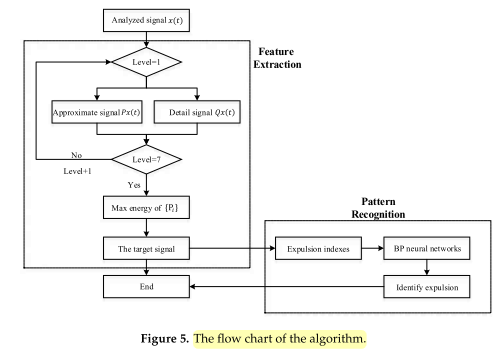 Analyzed signal x(t)
Feature
Extraction
Level=1
Approximate signal Px(t)
Detail signal Qx(t)
No
Level+1
Level=7
Yes
Max energy of {P_i}
Pattern
Recognition
The target signal
Expulsion indexes
BP neural networks
End
Identify expulsion
Figure 5. The flow chart of the algorithm.